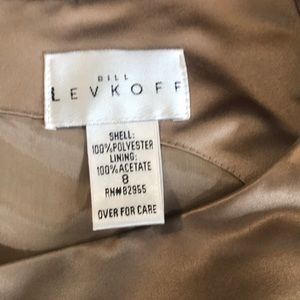 BILL
LEVKOFF
SHELL:
100%POLYESTER
LINING:
100%ACETATE
8
RN#82955
OVER FOR CARE